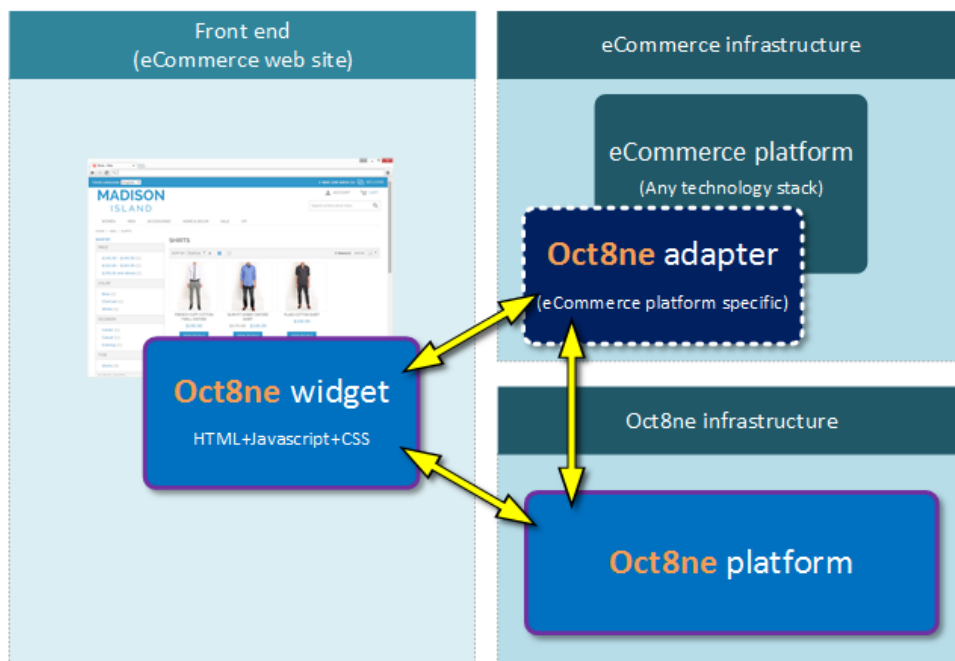 Front end
(eCommerce web site)
eCommerce infrastructure
eCommerce platform
(Any technology stack)
Oct8ne adapter
(eCommerce platform specific)
MADISON
ISLAND
SHIRTS
Oct8ne widget
HTML+Javascript+CSS
Oct8ne infrastructure
Oct8ne platform